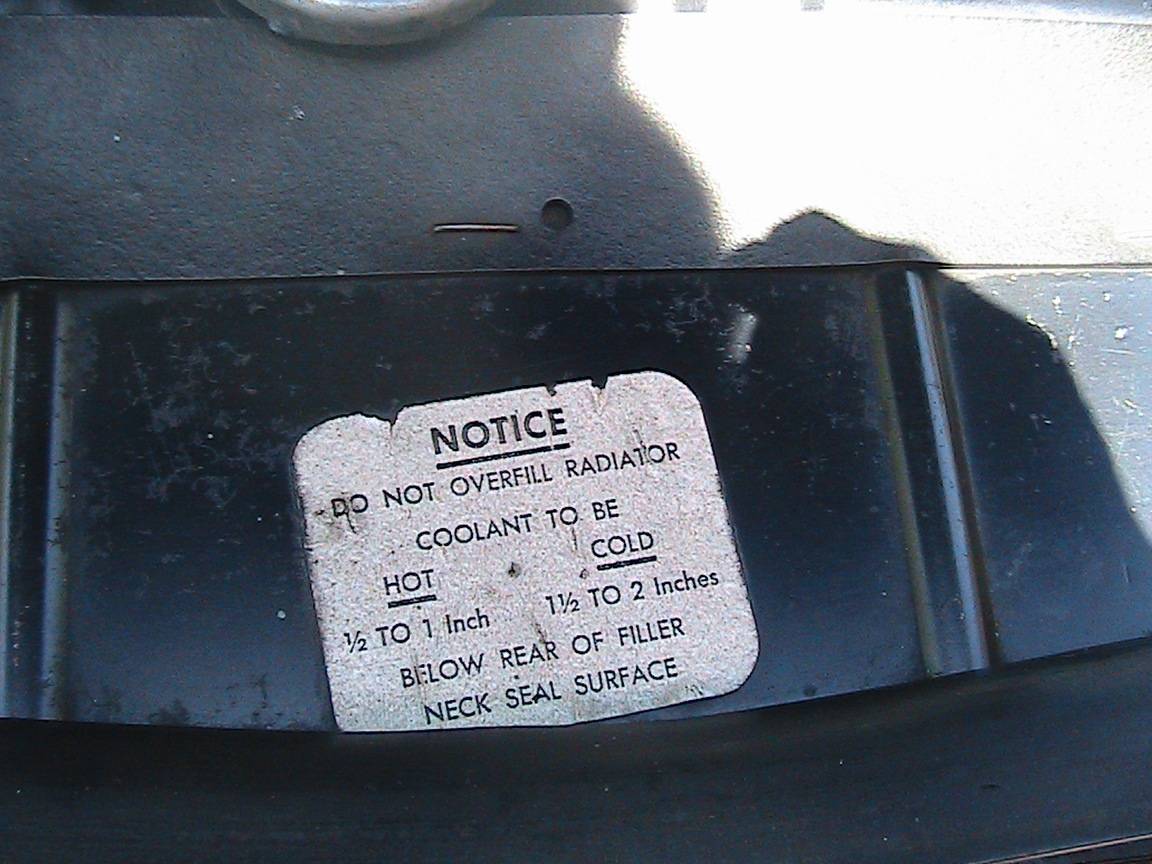 NOTICE
DO NOT OVERFILL RADIATOR
COOLANT TO BE
HOT COLD
½ TO 1 Inch 1½ TO 2 Inches
BELOW REAR OF FILLER
NECK SEAL SURFACE